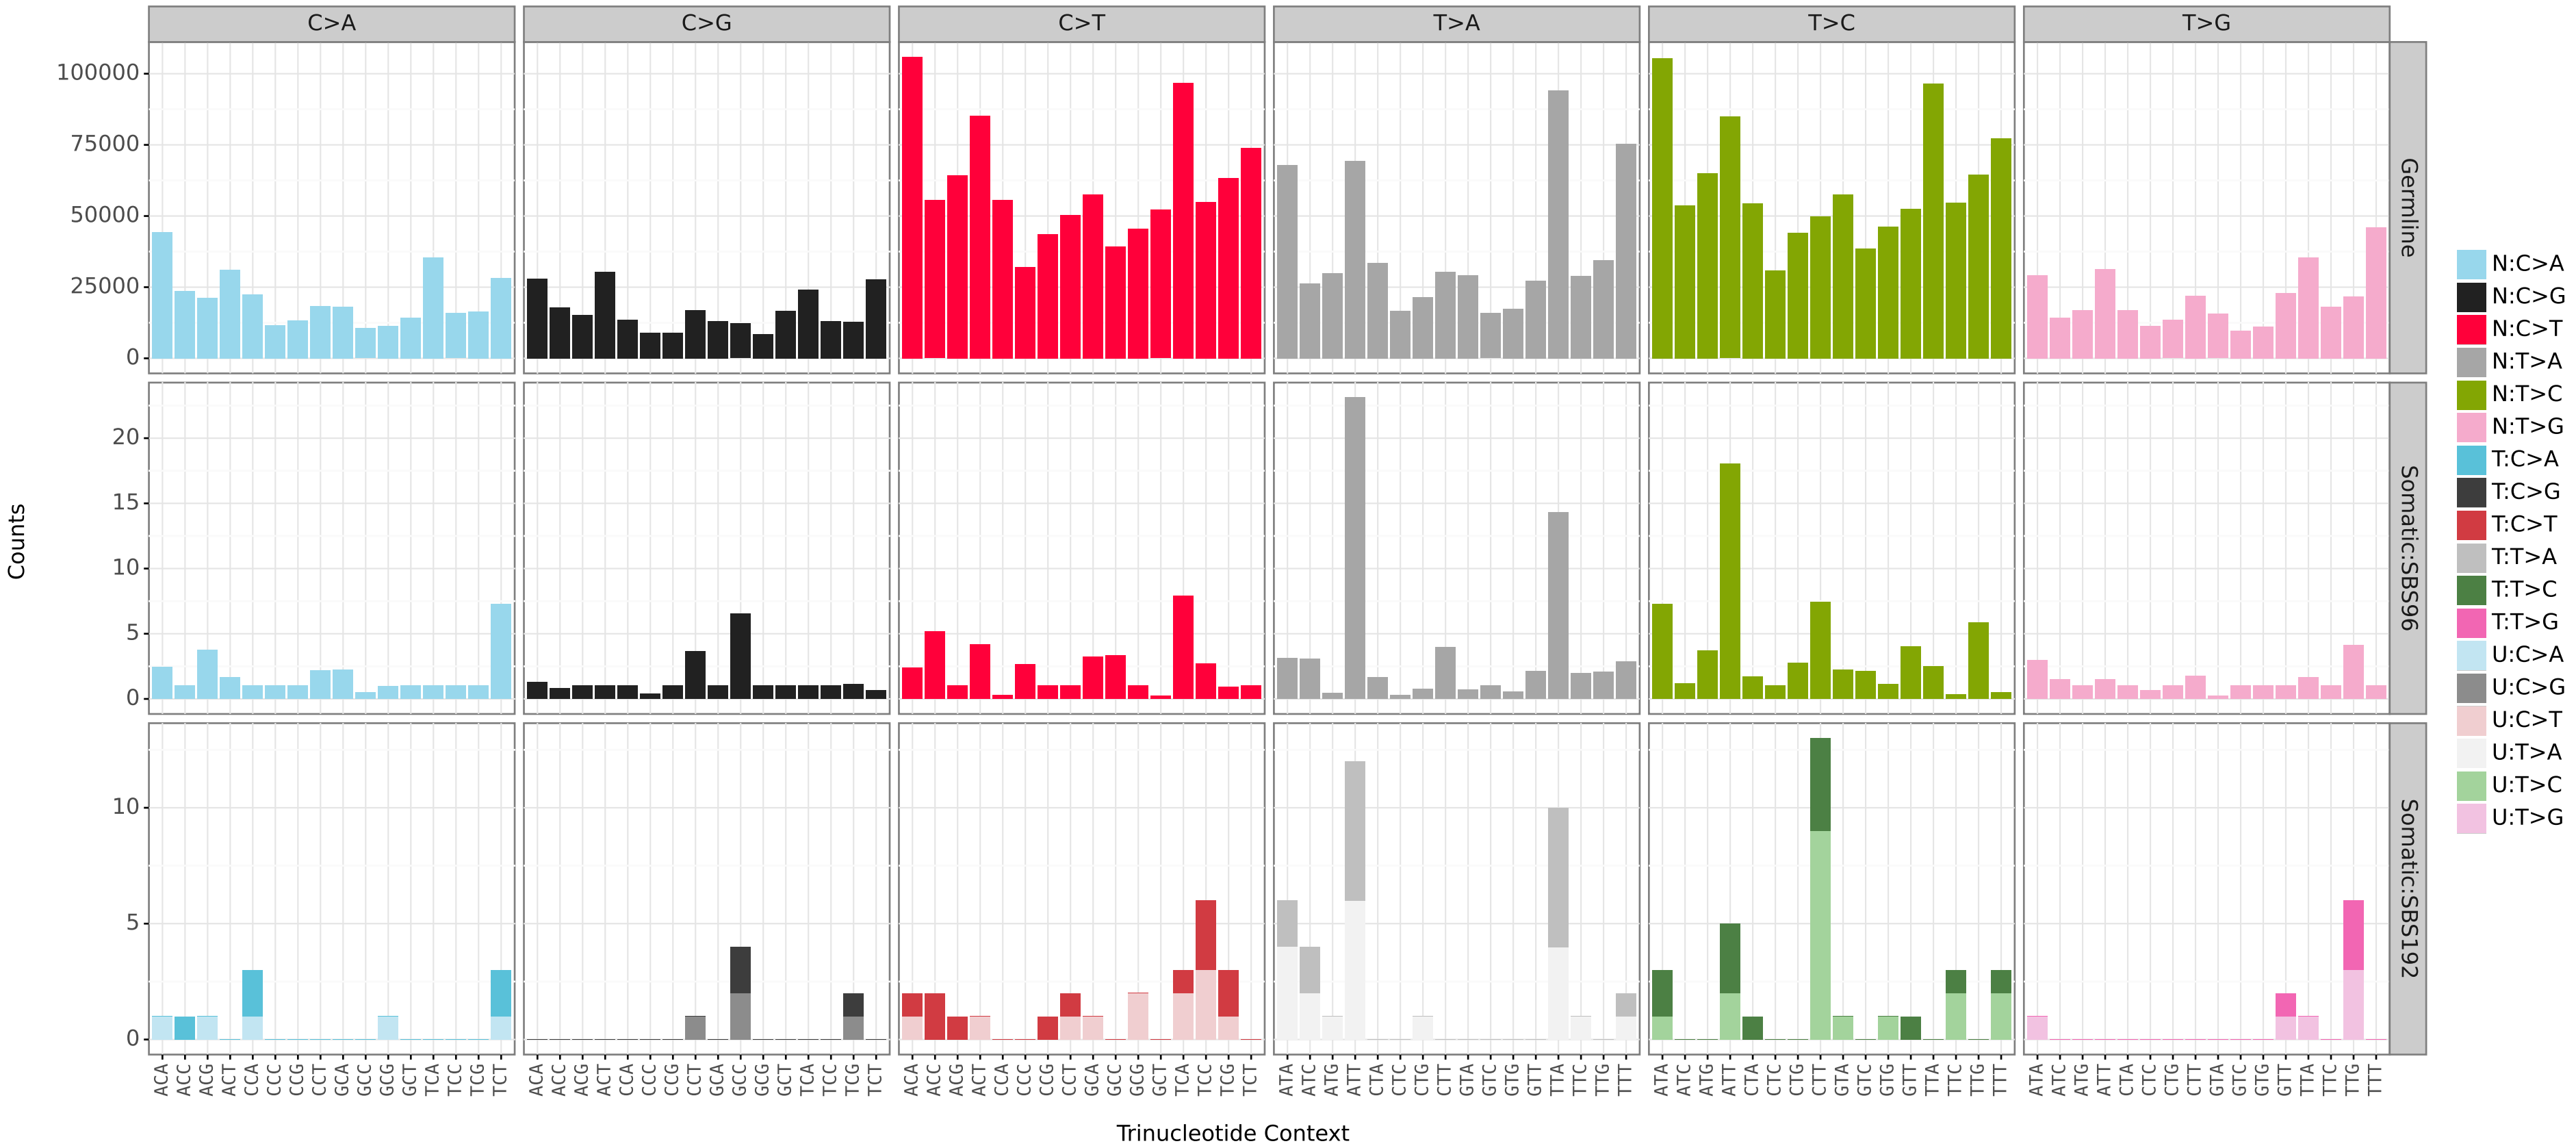 C>A C>G C>T T>A T>C T>G
100000
75000
50000
25000
0
Germline
20
15
10
5
0
Somatic:SBS96
10
5
0
Somatic:SBS192
Counts
ACA ACC ACG ACT CCA CCC CCG CCT GCA GCC GCG GCT TCA TCC TCG TCT
ACA ACC ACG ACT CCA CCC CCG CCT GCA GCC GCG GCT TCA TCC TCG TCT
ACA ACC ACG ACT CCA CCC CCG CCT GCA GCC GCG GCT TCA TCC TCG TCT
ATA ATC ATG ATT CTA CTC CTG CTT GTA GTC GTG GTT TTA TTC TTG TTT
ATA ATC ATG ATT CTA CTC CTG CTT GTA GTC GTG GTT TTA TTC TTG TTT
ATA ATC ATG ATT CTA CTC CTG CTT GTA GTC GTG GTT TTA TTC TTG TTT
Trinucleotide Context
N:C>A
N:C>G
N:C>T
N:T>A
N:T>C
N:T>G
T:C>A
T:C>G
T:C>T
T:T>A
T:T>C
T:T>G
U:C>A
U:C>G
U:C>T
U:T>A
U:T>C
U:T>G